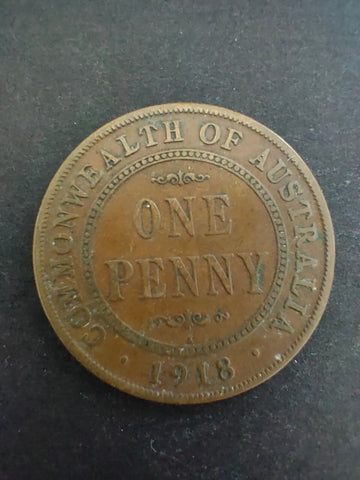 COMMONWEALTH OF AUSTRALIA
ONE
PENNY
· 1918 ·